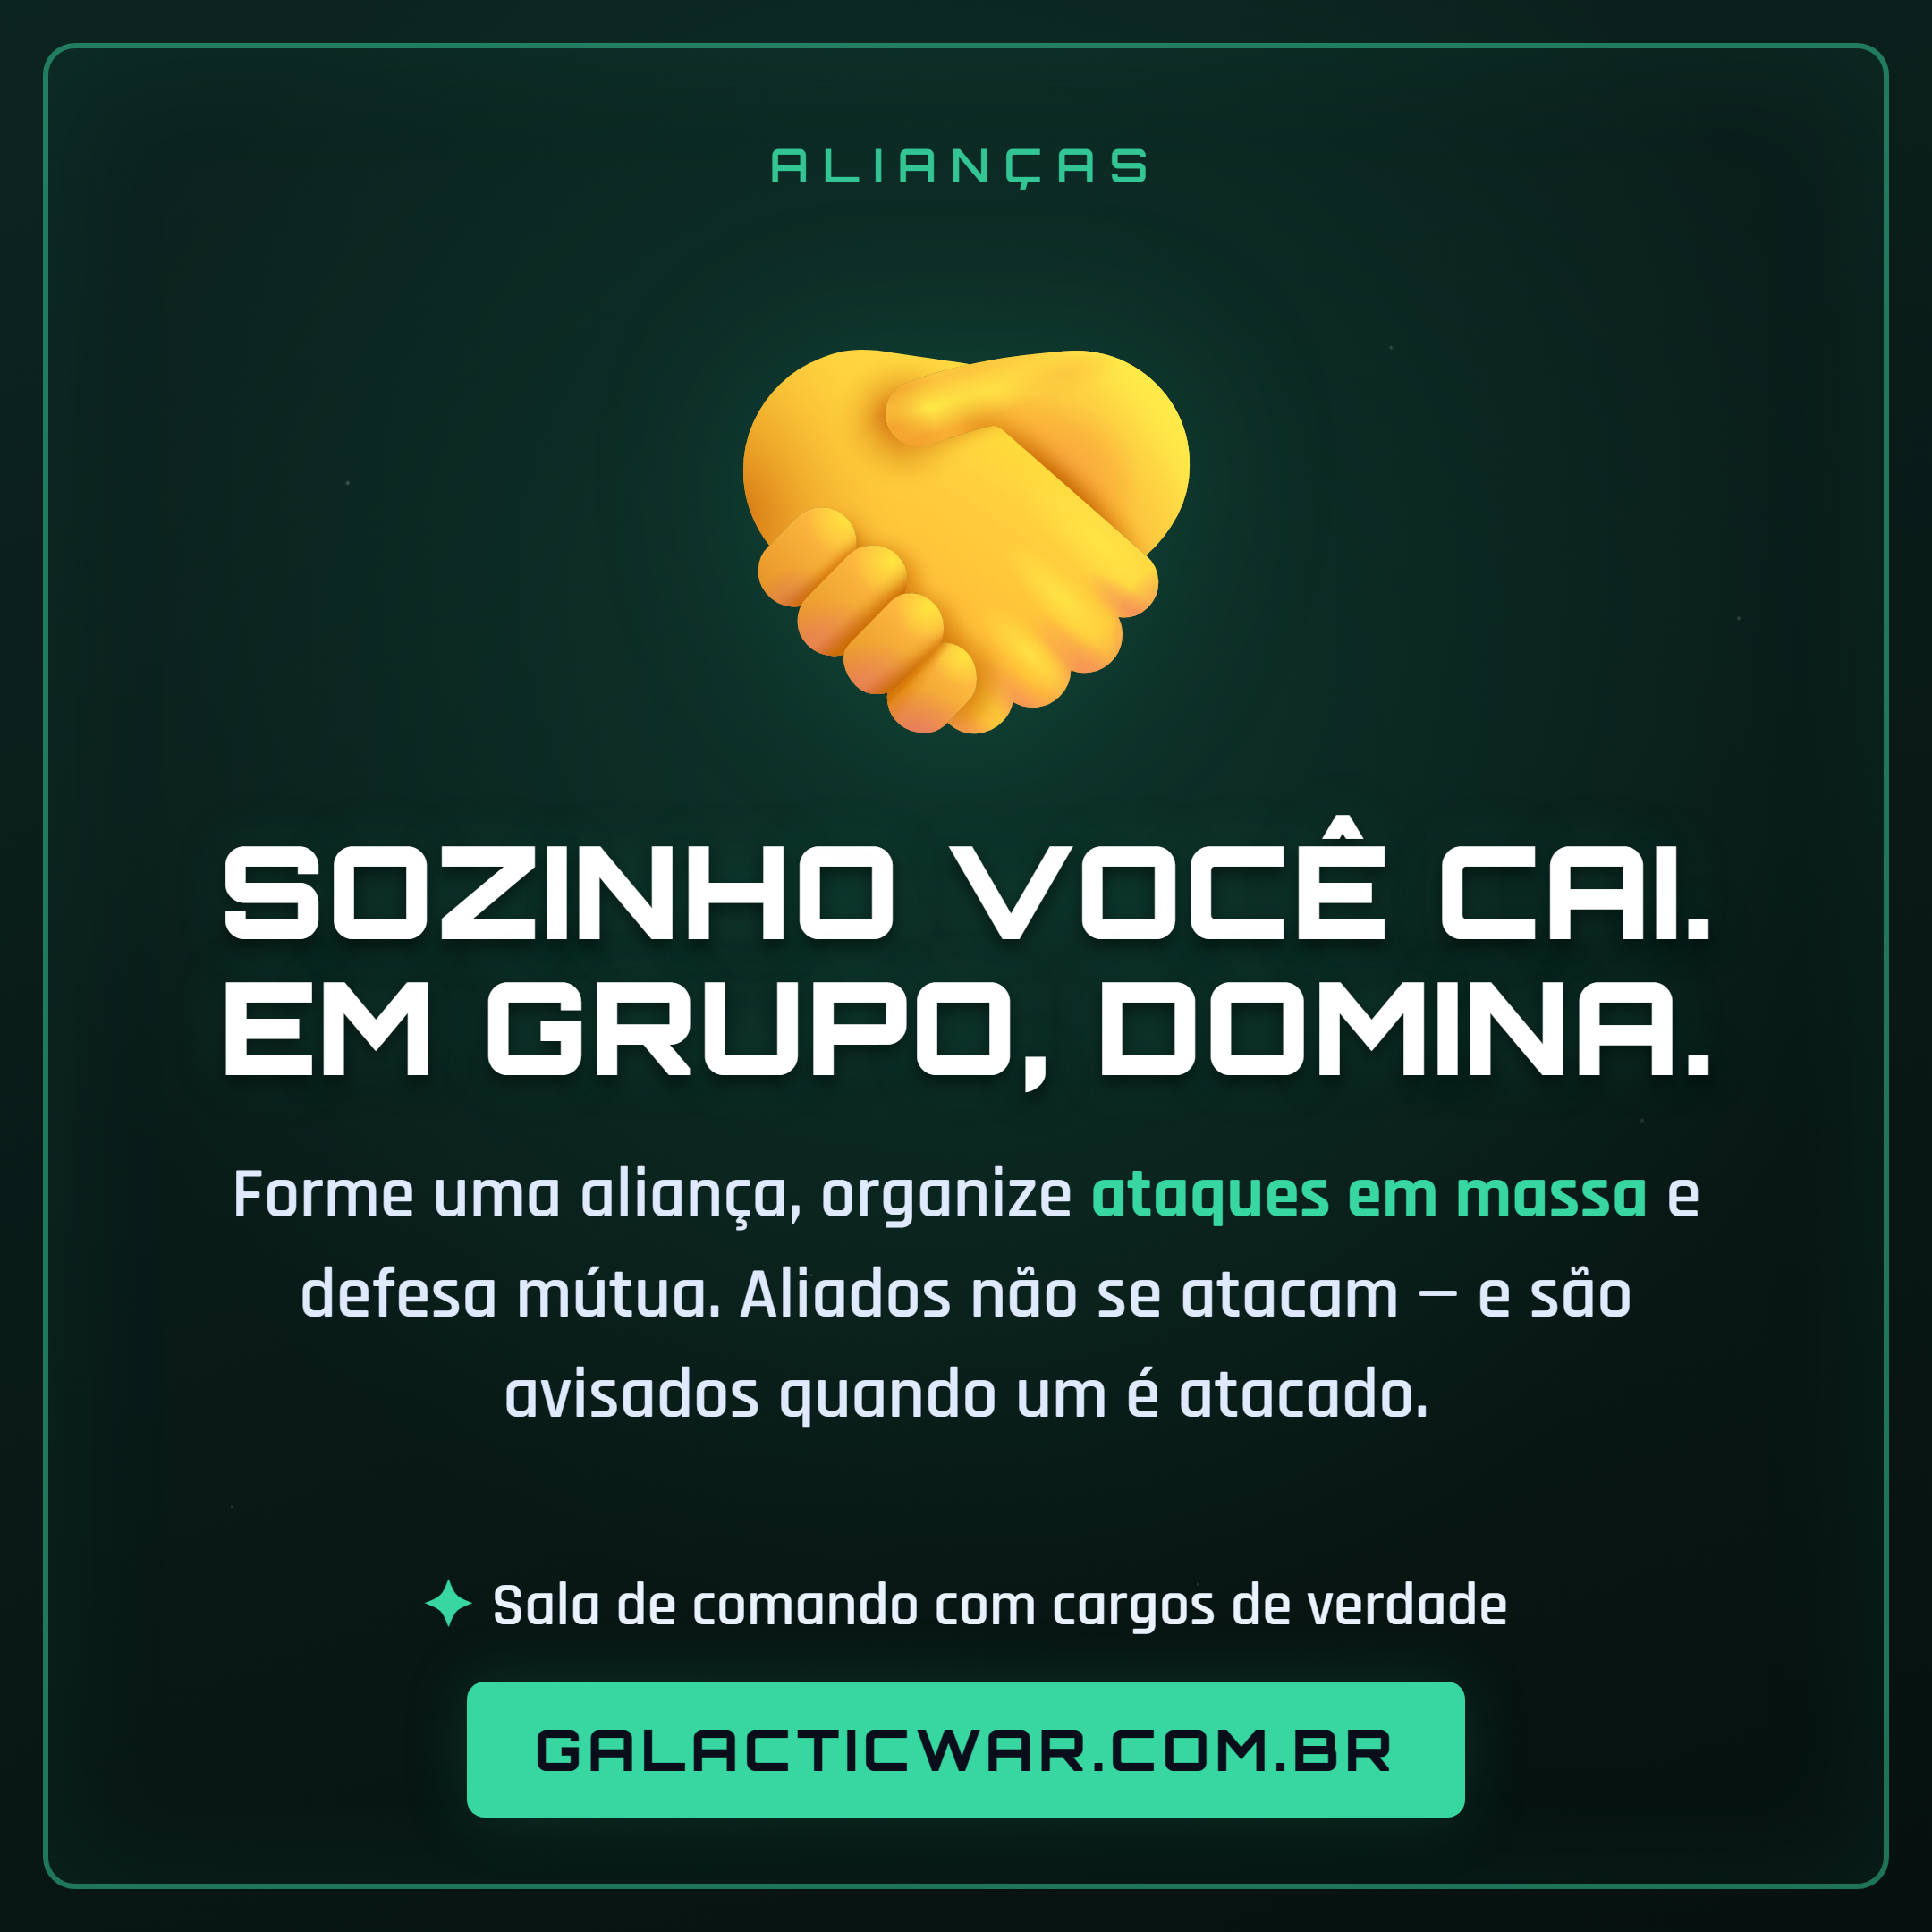 ALIANÇAS
SOZINHO VOCÊ CAI.
EM GRUPO, DOMINA.
Forme uma aliança, organize ataques em massa e
defesa mútua. Aliados não se atacam — e são
avisados quando um é atacado.
✦ Sala de comando com cargos de verdade
GALACTICWAR.COM.BR